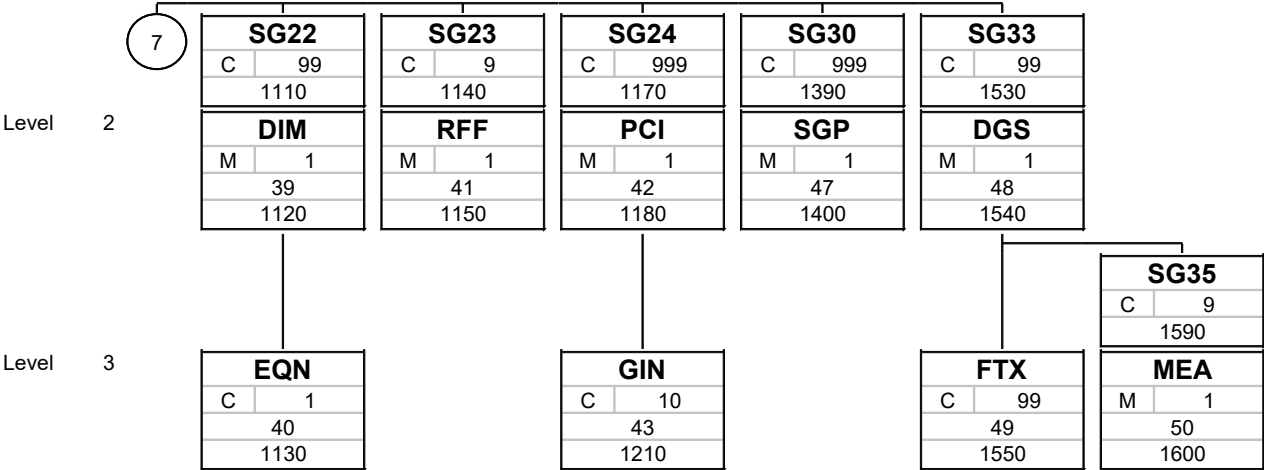 7
SG22 SG23 SG24 SG30 SG33
C 99 C 9 C 999 C 999 C 99
1110 1140 1170 1390 1530
Level 2 DIM RFF PCI SGP DGS
M 1 M 1 M 1 M 1 M 1
39 41 42 47 48
1120 1150 1180 1400 1540
SG35
C 9
1590
Level 3 EQN GIN FTX MEA
C 1 C 10 C 99 M 1
40 43 49 50
1130 1210 1550 1600